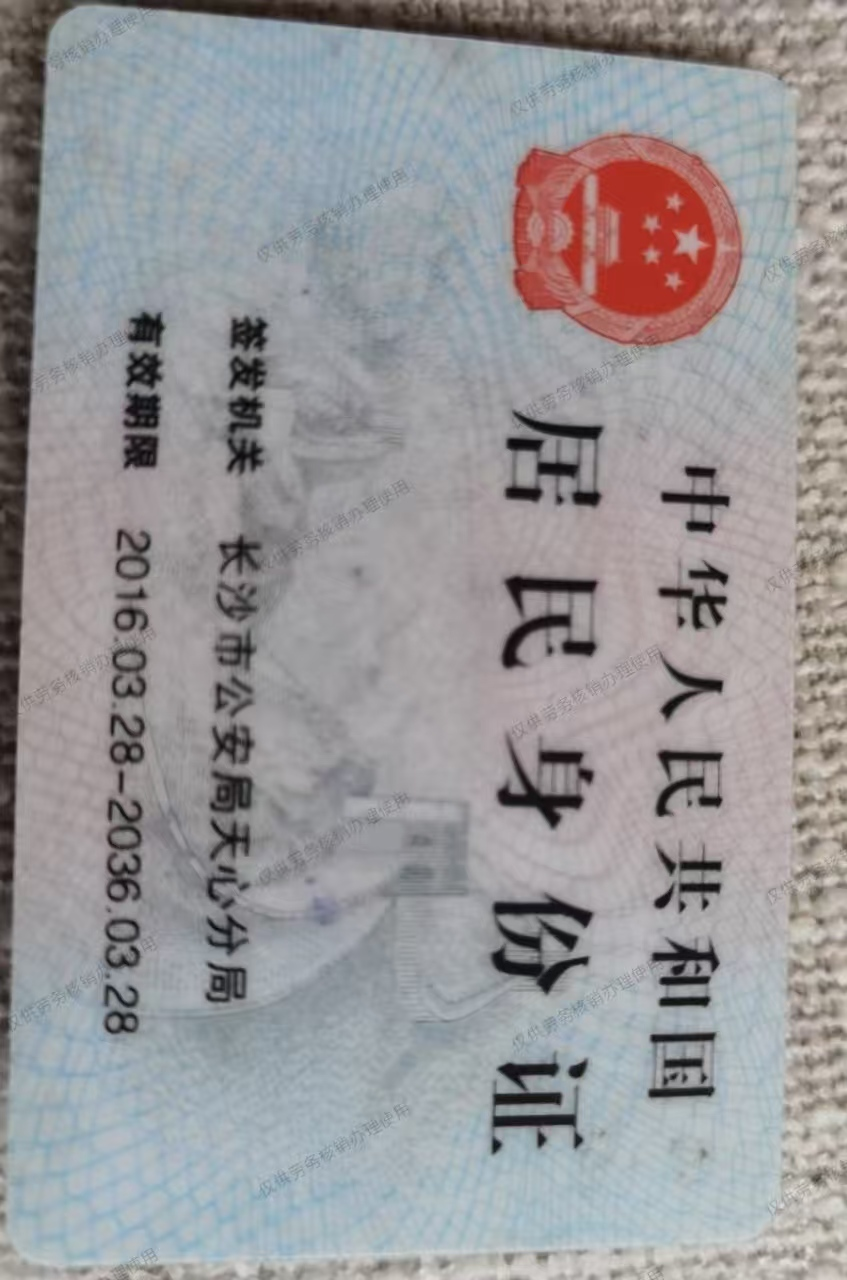 中华人民共和国
居民身份证
签发机关 长沙市公安局天心分局
有效期限 2016.03.28-2036.03.28
仅供劳务核销办理使用